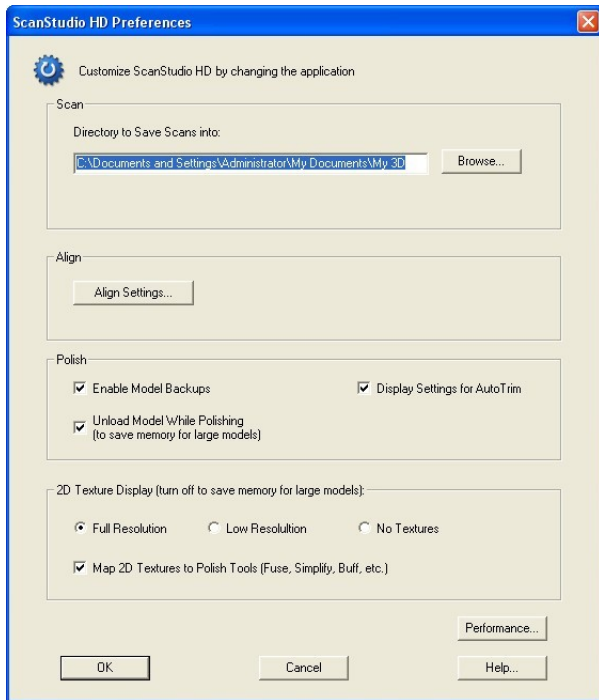 ScanStudio HD Preferences
Customize ScanStudio HD by changing the application
Scan
Directory to Save Scans into:
C:\Documents and Settings\Administrator\My Documents\My 3D
Browse...
Align
Align Settings...
Polish
Enable Model Backups
Display Settings for AutoTrim
Unload Model While Polishing
(to save memory for large models)
2D Texture Display (turn off to save memory for large models):
Full Resolution
Low Resolultion
No Textures
Map 2D Textures to Polish Tools (Fuse, Simplify, Buff, etc.)
Performance...
OK
Cancel
Help...